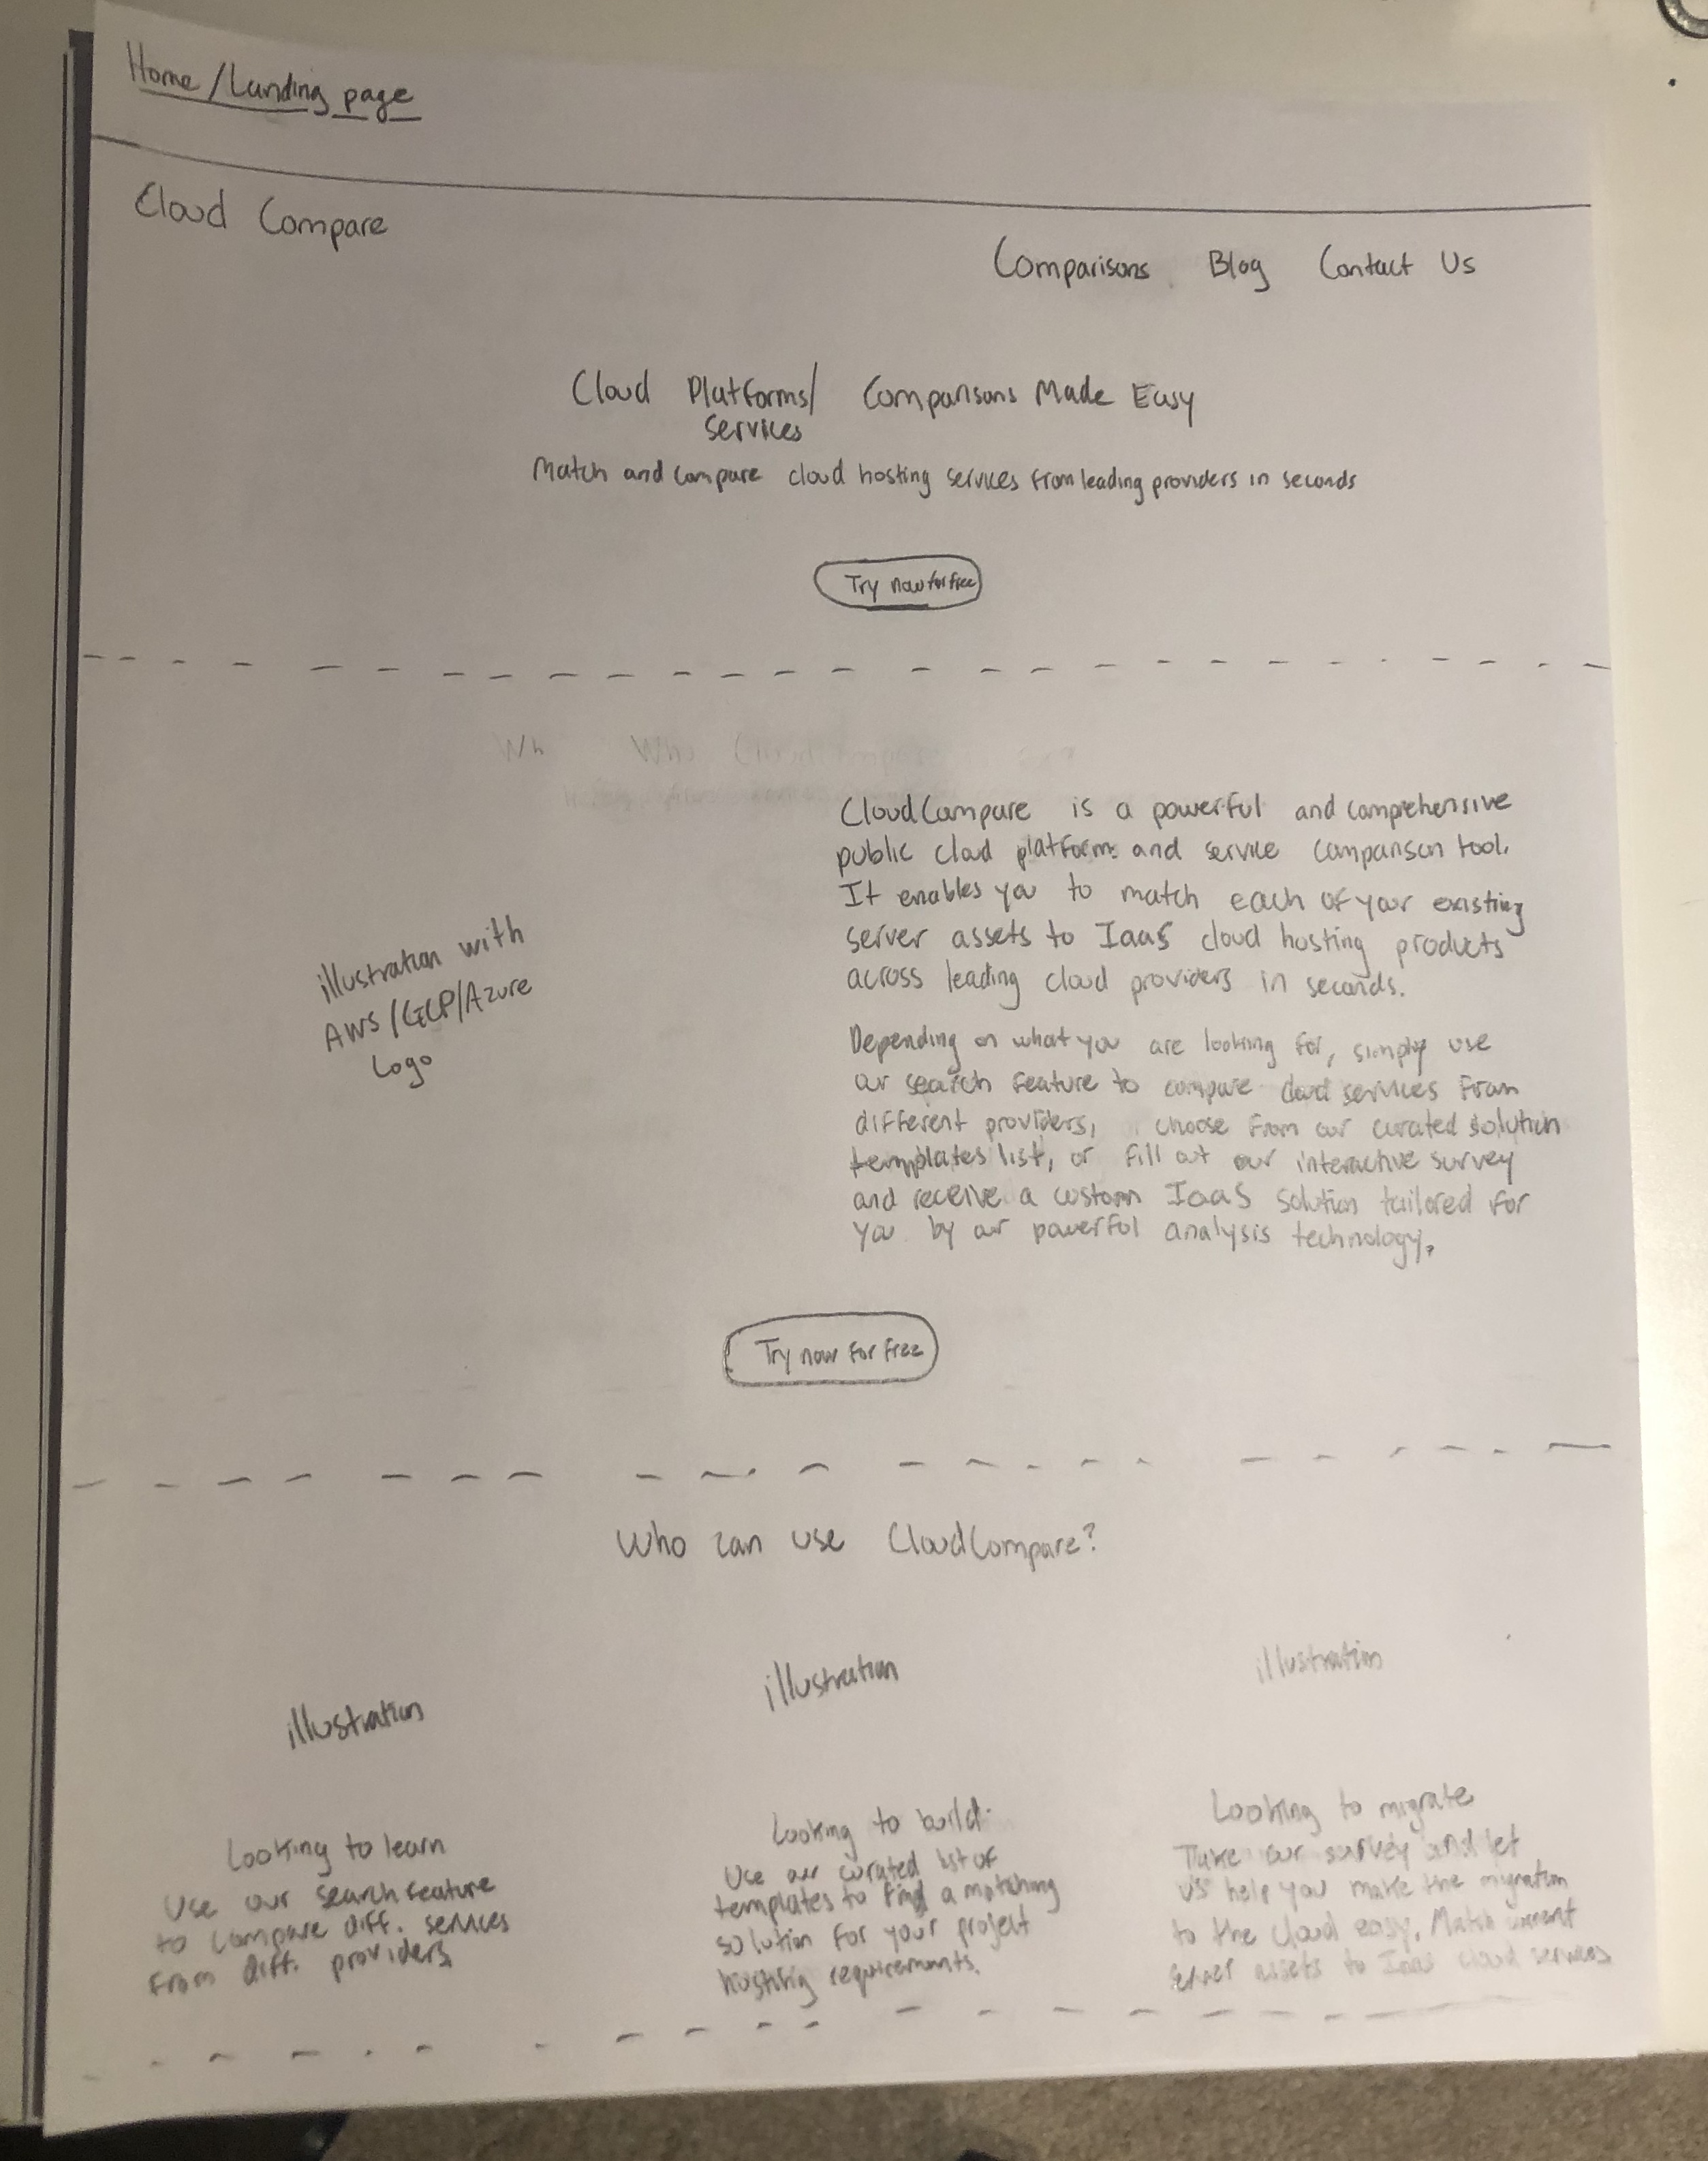 Home/Landing page
Cloud Compare
Comparisons Blog Contact Us
Cloud Platforms/ Comparisons Made Easy
Services
Match and compare cloud hosting services from leading providers in seconds
Try now for free
Wh Who Cloud
CloudCompare is a powerful and comprehensive
public cloud platform and service comparison tool.
It enables you to match each of your existing
server assets to IaaS cloud hosting products
across leading cloud providers in seconds.
illustration with
AWS/GCP/Azure
Logo
Depending on what you are looking for, simply use
our search feature to compare cloud services from
different providers, choose from our curated solution
templates list, or fill out our interactive survey
and receive a custom IaaS solution tailored for
you by our powerful analysis technology.
Try now for free
Who can use CloudCompare?
illustration
illustration
illustration
Looking to learn
Use our search feature
to compare diff. services
from diff. providers
Looking to build
Use our curated list of
templates to find a matching
solution for your project
hosting requirements.
Looking to migrate
Take our survey and let
us help you make the migration
to the cloud easy. Match current
server assets to IaaS cloud services